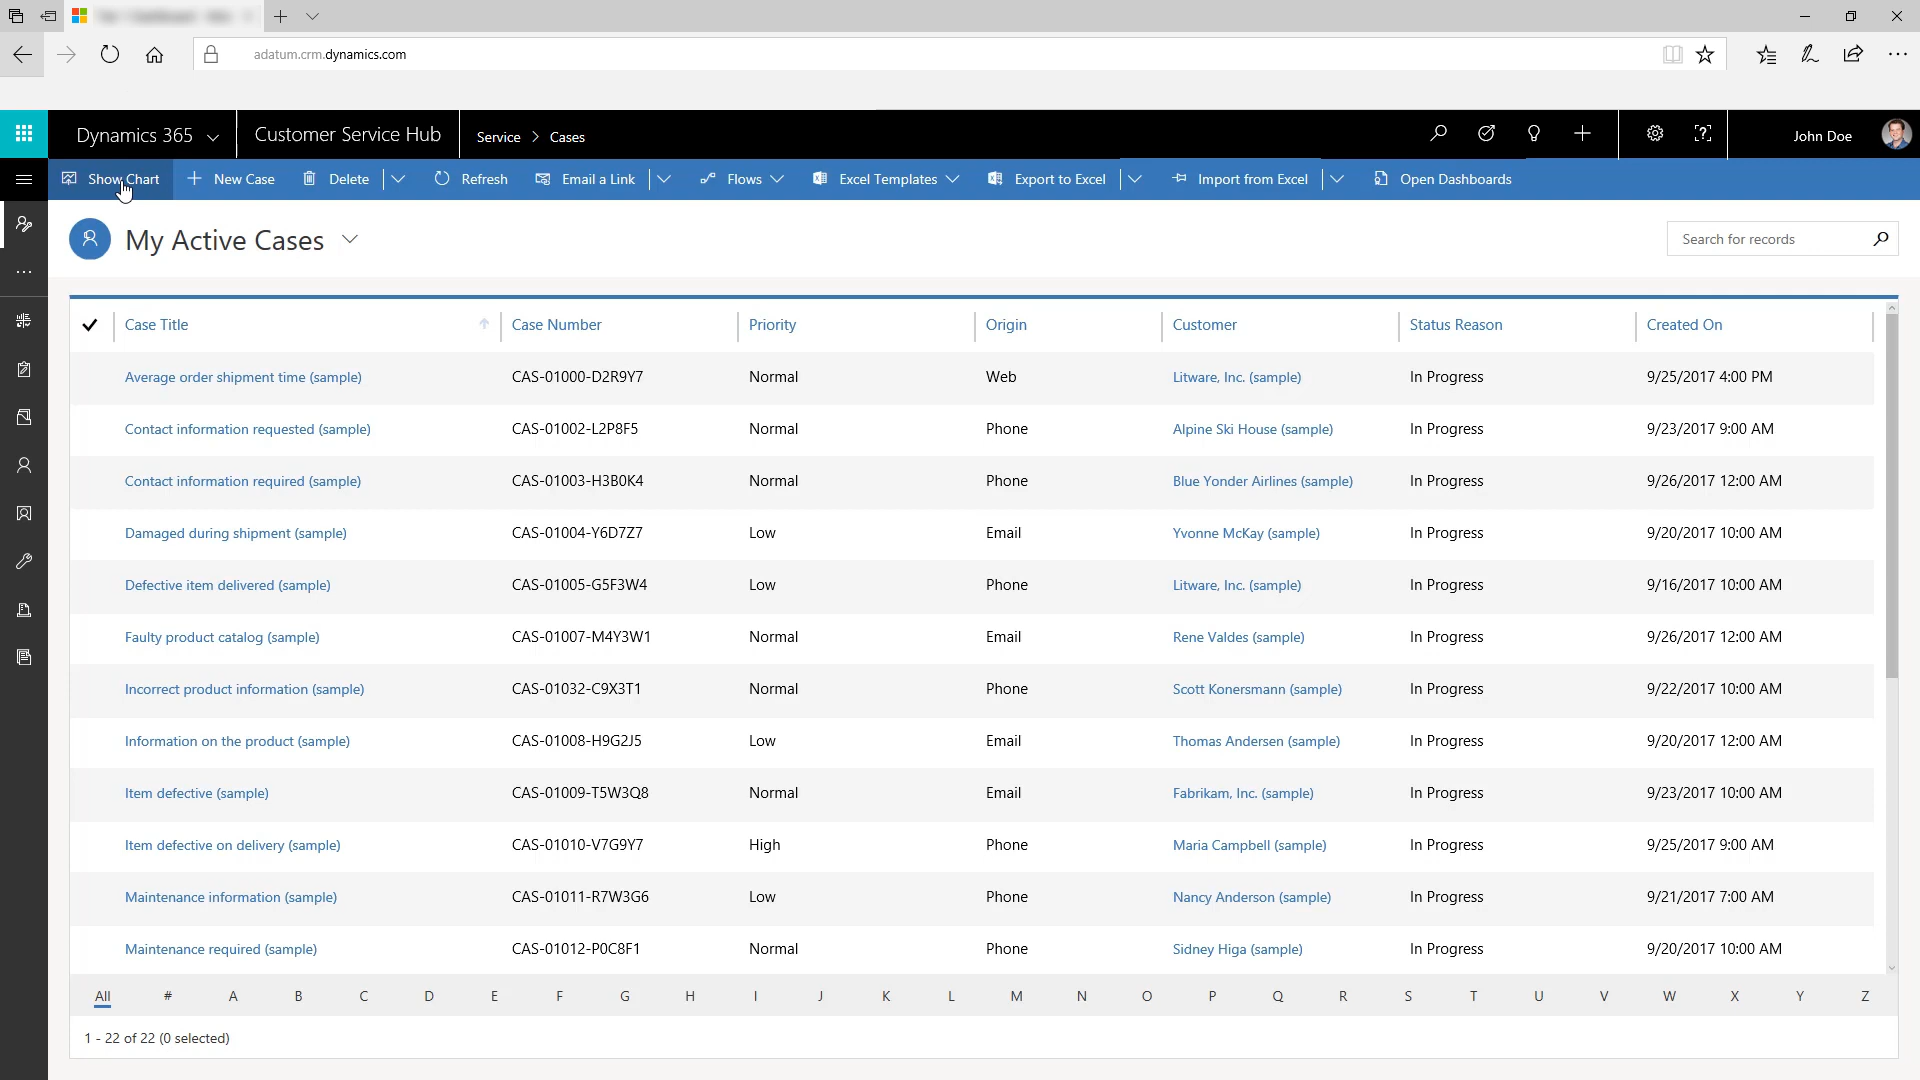 adatum.crm.dynamics.com
Dynamics 365 Customer Service Hub Service > Cases John Doe
Show Chart New Case Delete Refresh Email a Link Flows Excel Templates Export to Excel Import from Excel Open Dashboards
My Active Cases Search for records
Case Title Case Number Priority Origin Customer Status Reason Created On
Average order shipment time (sample) CAS-01000-D2R9Y7 Normal Web Litware, Inc. (sample) In Progress 9/25/2017 4:00 PM
Contact information requested (sample) CAS-01002-L2P8F5 Normal Phone Alpine Ski House (sample) In Progress 9/23/2017 9:00 AM
Contact information required (sample) CAS-01003-H3B0K4 Normal Phone Blue Yonder Airlines (sample) In Progress 9/26/2017 12:00 AM
Damaged during shipment (sample) CAS-01004-Y6D7Z7 Low Email Yvonne McKay (sample) In Progress 9/20/2017 10:00 AM
Defective item delivered (sample) CAS-01005-G5F3W4 Low Phone Litware, Inc. (sample) In Progress 9/16/2017 10:00 AM
Faulty product catalog (sample) CAS-01007-M4Y3W1 Normal Email Rene Valdes (sample) In Progress 9/26/2017 12:00 AM
Incorrect product information (sample) CAS-01032-C9X3T1 Normal Phone Scott Konersmann (sample) In Progress 9/22/2017 10:00 AM
Information on the product (sample) CAS-01008-H9G2J5 Low Email Thomas Andersen (sample) In Progress 9/20/2017 12:00 AM
Item defective (sample) CAS-01009-T5W3Q8 Normal Email Fabrikam, Inc. (sample) In Progress 9/23/2017 10:00 AM
Item defective on delivery (sample) CAS-01010-V7G9Y7 High Phone Maria Campbell (sample) In Progress 9/25/2017 9:00 AM
Maintenance information (sample) CAS-01011-R7W3G6 Low Phone Nancy Anderson (sample) In Progress 9/21/2017 7:00 AM
Maintenance required (sample) CAS-01012-P0C8F1 Normal Phone Sidney Higa (sample) In Progress 9/20/2017 10:00 AM
All # A B C D E F G H I J K L M N O P Q R S T U V W X Y Z
1 - 22 of 22 (0 selected)